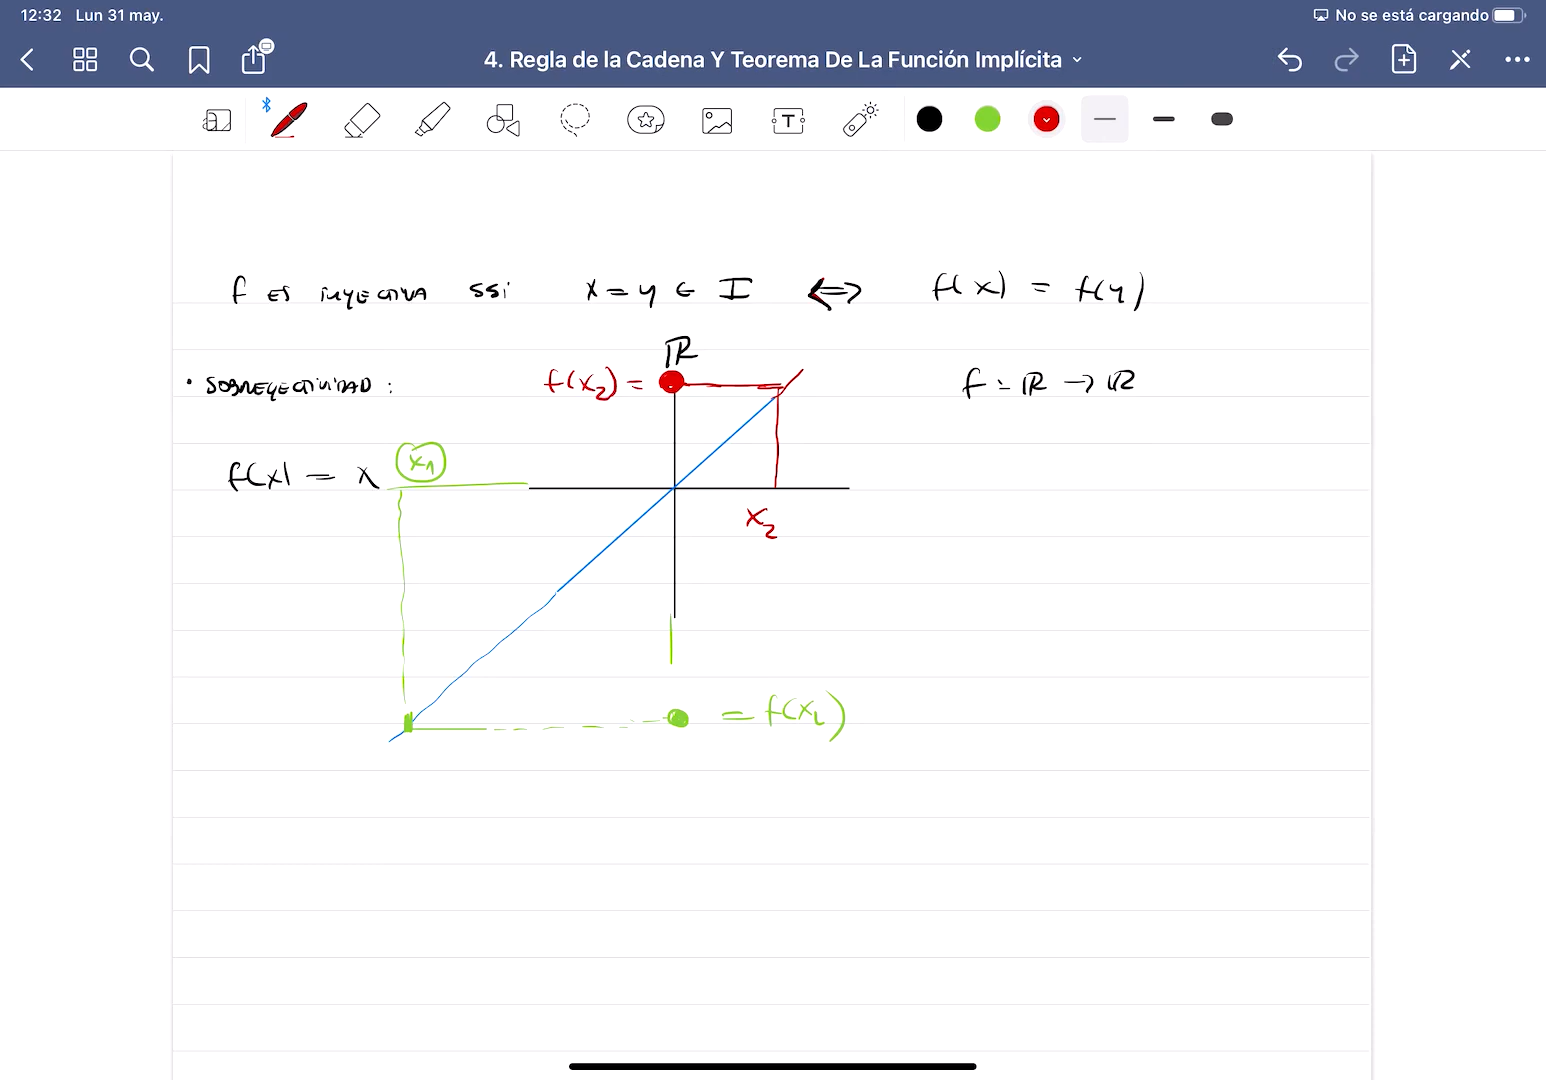 12:32 Lun 31 may. No se está cargando
4. Regla de la Cadena Y Teorema De La Función Implícita
T
f es inyectiva ssi x = y ∈ I ⟷ f(x) = f(y)
ℝ
• SOBREYECTIVIDAD : f(x₂) = f : ℝ → ℝ
f(x) = x x₁
x₂
= f(x₁)